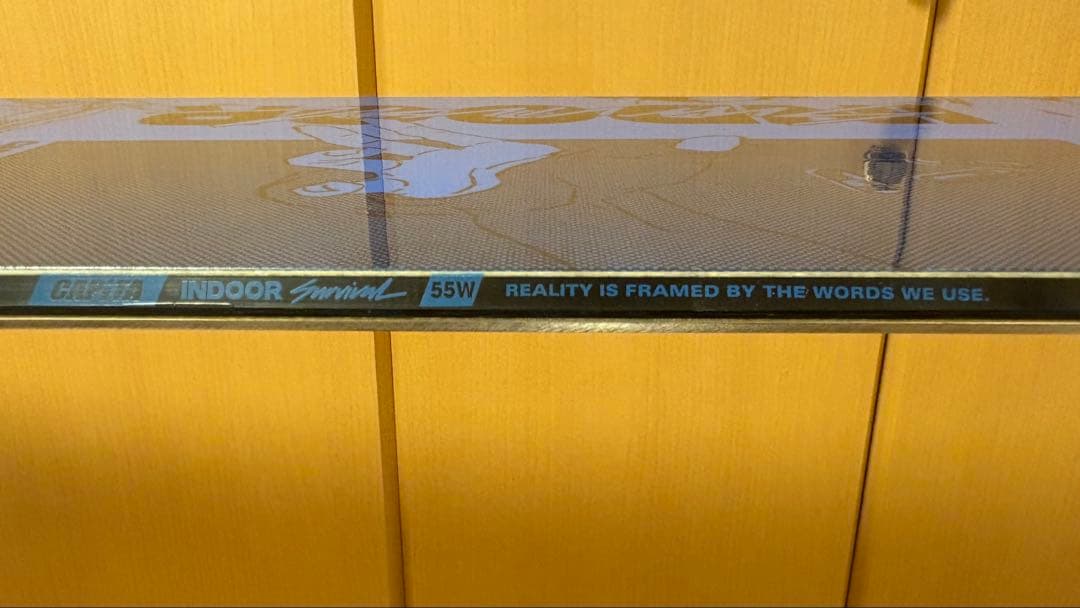 CAPiTA INDOOR Survival 55W REALITY IS FRAMED BY THE WORDS WE USE.